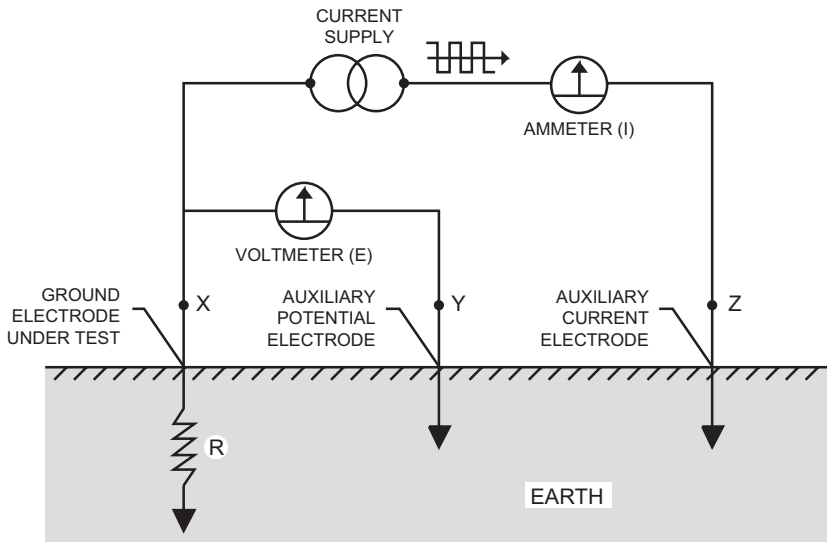 CURRENT
SUPPLY
AMMETER (I)
VOLTMETER (E)
GROUND
ELECTRODE
UNDER TEST
X
AUXILIARY
POTENTIAL
ELECTRODE
Y
AUXILIARY
CURRENT
ELECTRODE
Z
R
EARTH